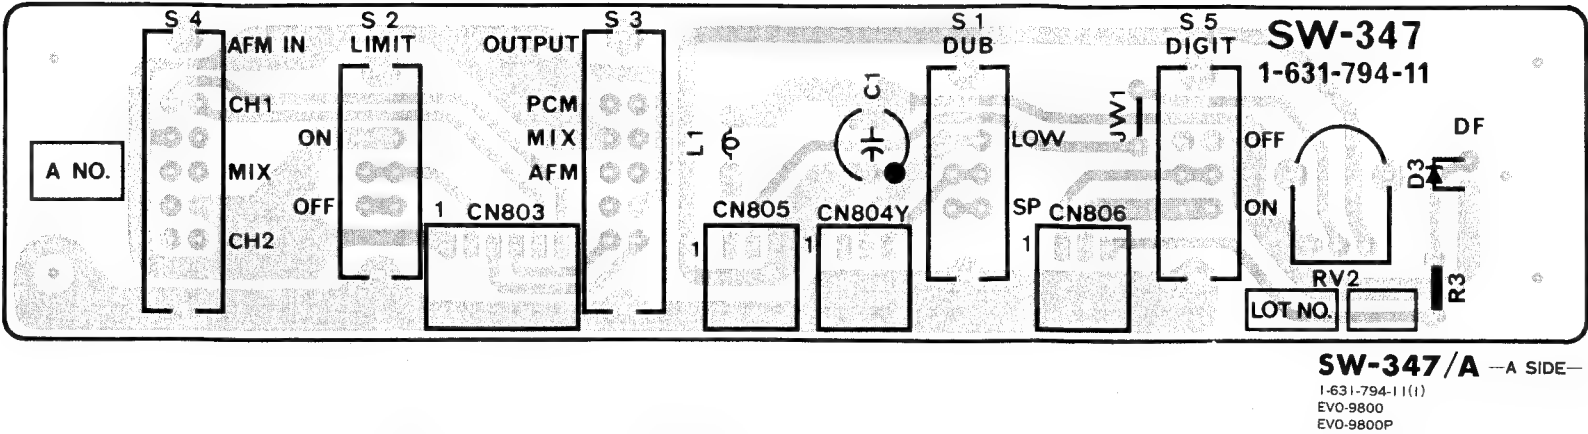 S 4
S 2
S 3
S 1
S 5
SW-347
AFM IN
LIMIT
OUTPUT
DUB
DIGIT
1-631-794-11
CH1
PCM
C1
JW1
ON
MIX
L1
LOW
OFF
DF
A NO.
MIX
AFM
D3
OFF
1
CN803
CN805
CN804Y
SP
CN806
ON
CH2
1
1
1
RV2
R3
LOT NO.
SW-347/A —A SIDE—
1-631-794-11(1)
EVO-9800
EVO-9800P